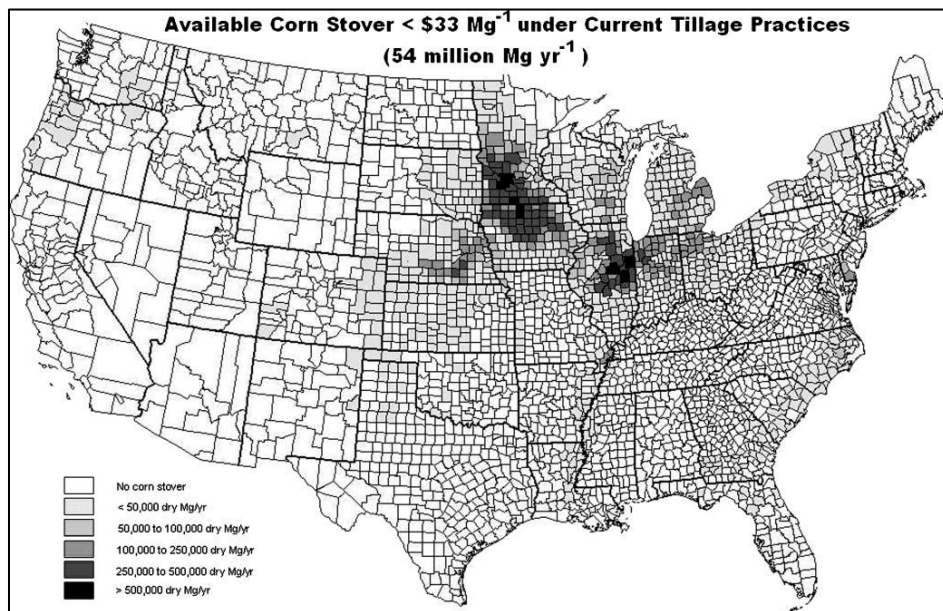 Available Corn Stover < $33 Mg⁻¹ under Current Tillage Practices
(54 million Mg yr⁻¹ )
No corn stover
< 50,000 dry Mg/yr
50,000 to 100,000 dry Mg/yr
100,000 to 250,000 dry Mg/yr
250,000 to 500,000 dry Mg/yr
> 500,000 dry Mg/yr